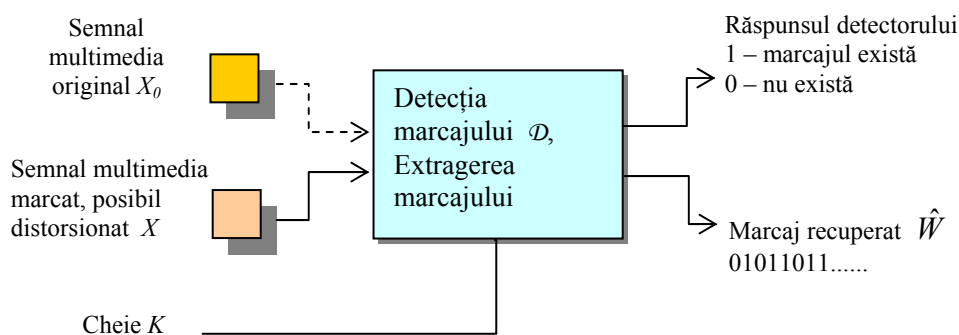 Semnal
multimedia
original X₀
Semnal multimedia
marcat, posibil
distorsionat X
Cheie K
Detecția
marcajului 𝒟,
Extragerea
marcajului
Răspunsul detectorului
1 – marcajul există
0 – nu există
Marcaj recuperat Ŵ
01011011......